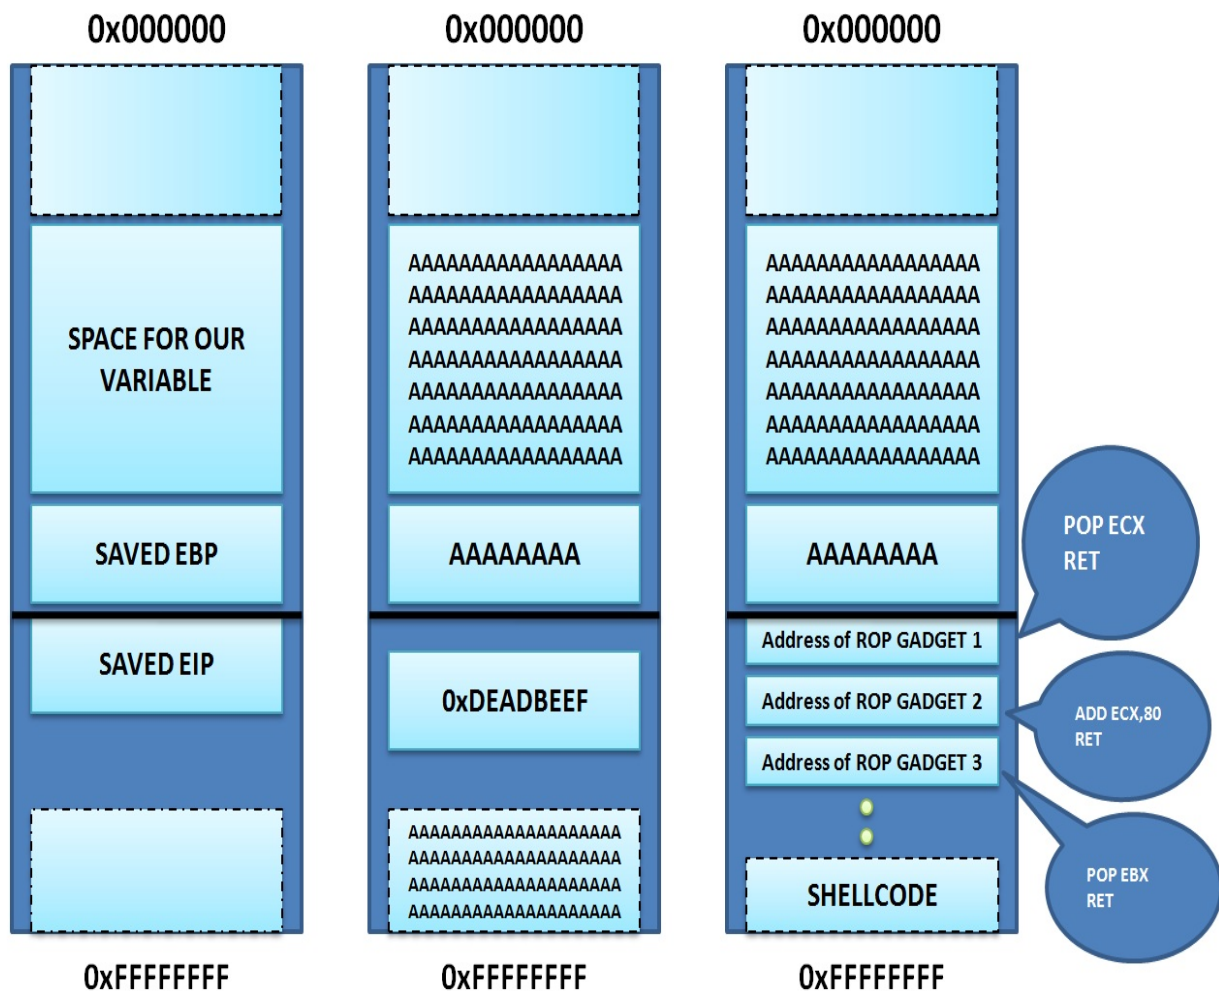 0x000000
SPACE FOR OUR
VARIABLE
SAVED EBP
SAVED EIP
0xFFFFFFFF
0x000000
AAAAAAAAAAAAAAAAA
AAAAAAAAAAAAAAAAA
AAAAAAAAAAAAAAAAA
AAAAAAAAAAAAAAAAA
AAAAAAAAAAAAAAAAA
AAAAAAAAAAAAAAAAA
AAAAAAAAAAAAAAAAA
AAAAAAAA
0xDEADBEEF
AAAAAAAAAAAAAAAAAAAA
AAAAAAAAAAAAAAAAAAAA
AAAAAAAAAAAAAAAAAAAA
AAAAAAAAAAAAAAAAAAAA
0xFFFFFFFF
0x000000
AAAAAAAAAAAAAAAAA
AAAAAAAAAAAAAAAAA
AAAAAAAAAAAAAAAAA
AAAAAAAAAAAAAAAAA
AAAAAAAAAAAAAAAAA
AAAAAAAAAAAAAAAAA
AAAAAAAAAAAAAAAAA
AAAAAAAA
Address of ROP GADGET 1
Address of ROP GADGET 2
Address of ROP GADGET 3
SHELLCODE
0xFFFFFFFF
POP ECX
RET
ADD ECX,80
RET
POP EBX
RET